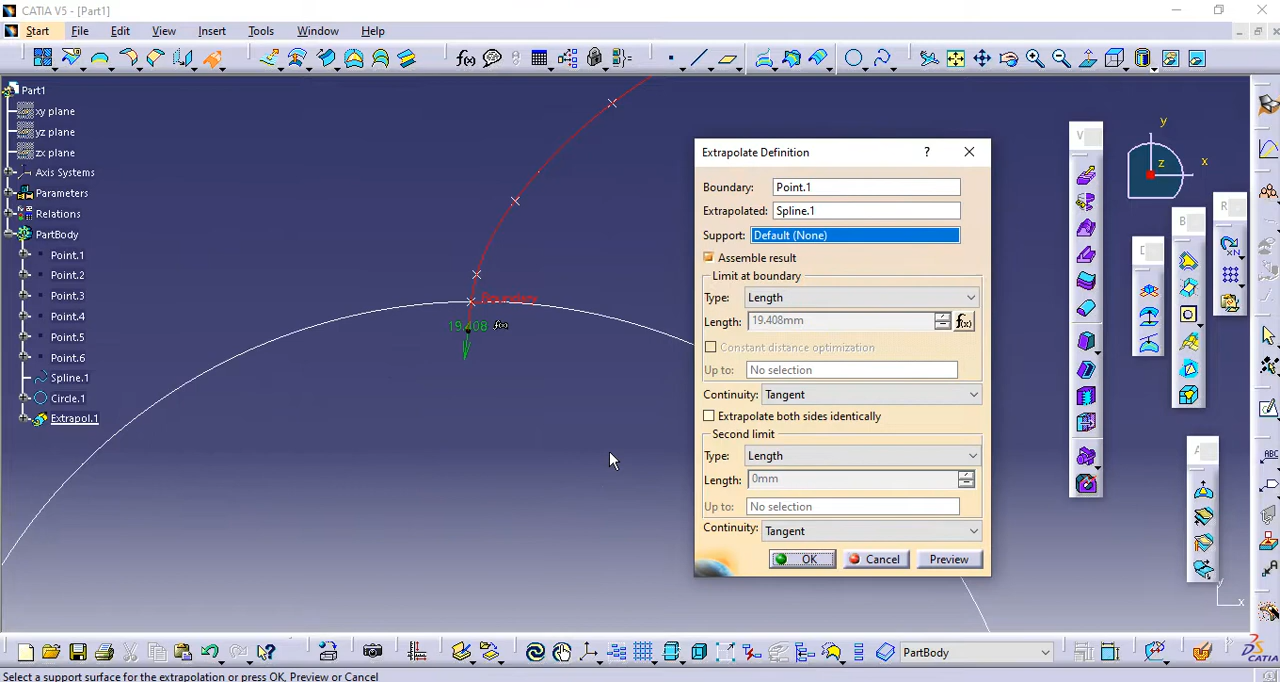 CATIA V5 - [Part1]
Start File Edit View Insert Tools Window Help
Part1
xy plane
yz plane
zx plane
Axis Systems
Parameters
Relations
PartBody
Point.1
Point.2
Point.3
Point.4
Point.5
Point.6
Spline.1
Circle.1
Extrapol.1
Boundary
19.408 f(x)
Extrapolate Definition ? ×
Boundary: Point.1
Extrapolated: Spline.1
Support: Default (None)
Assemble result
Limit at boundary
Type: Length
Length: 19.408mm f(x)
Constant distance optimization
Up to: No selection
Continuity: Tangent
Extrapolate both sides identically
Second limit
Type: Length
Length: 0mm
Up to: No selection
Continuity: Tangent
OK Cancel Preview
V
D
B
R
A
y
x
z
ABC
y
x
PartBody
CATIA
Select a support surface for the extrapolation or press OK, Preview or Cancel